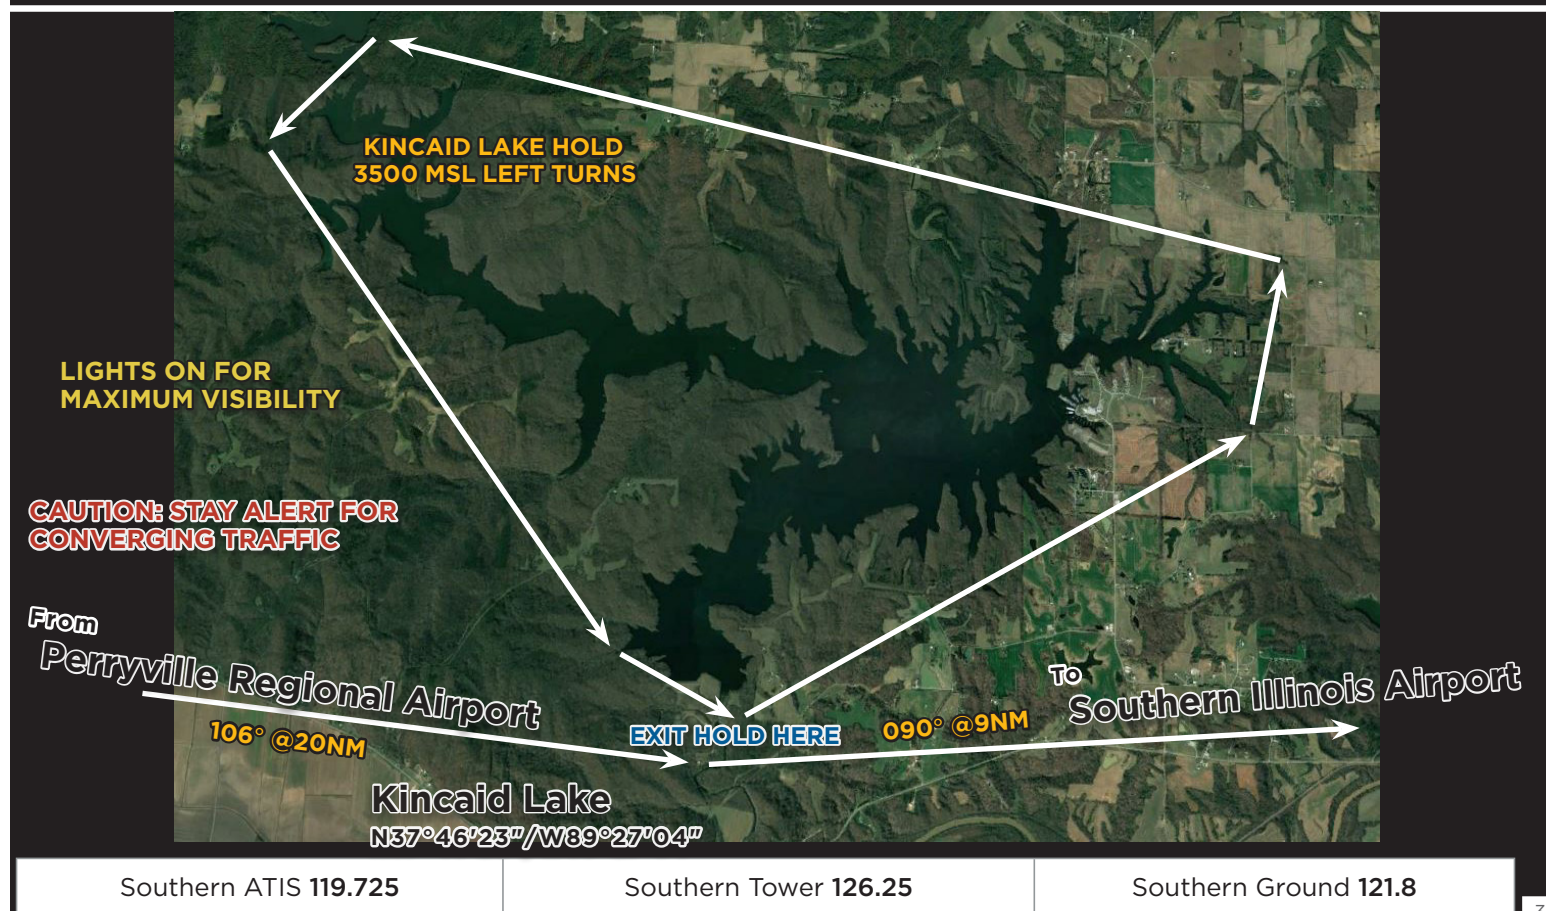 KINCAID LAKE HOLD
3500 MSL LEFT TURNS
LIGHTS ON FOR
MAXIMUM VISIBILITY
CAUTION: STAY ALERT FOR
CONVERGING TRAFFIC
From
Perryville Regional Airport
106° @20NM
EXIT HOLD HERE
090° @9NM
To
Southern Illinois Airport
Kincaid Lake
N37°46'23"/W89°27'04"
Southern ATIS 119.725
Southern Tower 126.25
Southern Ground 121.8